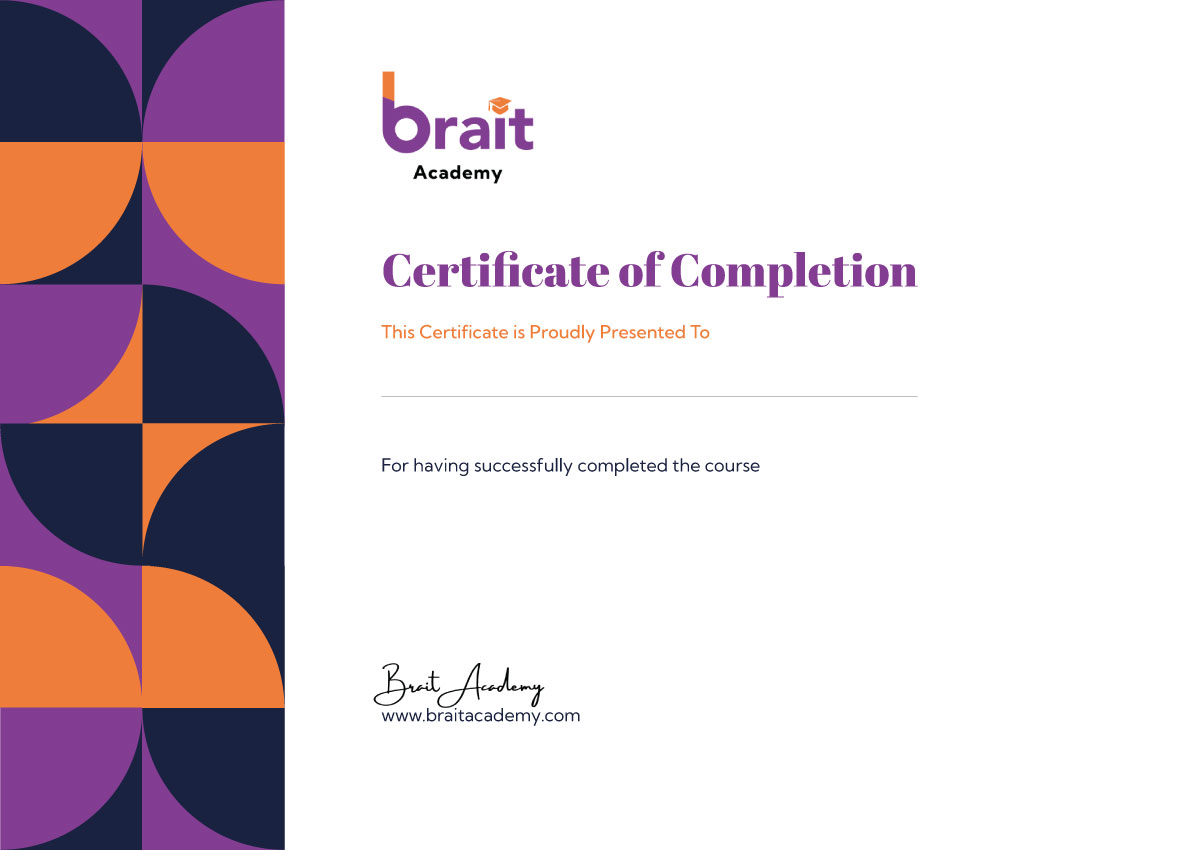 brait
Academy
Certificate of Completion
This Certificate is Proudly Presented To
For having successfully completed the course
Brait Academy
www.braitacademy.com